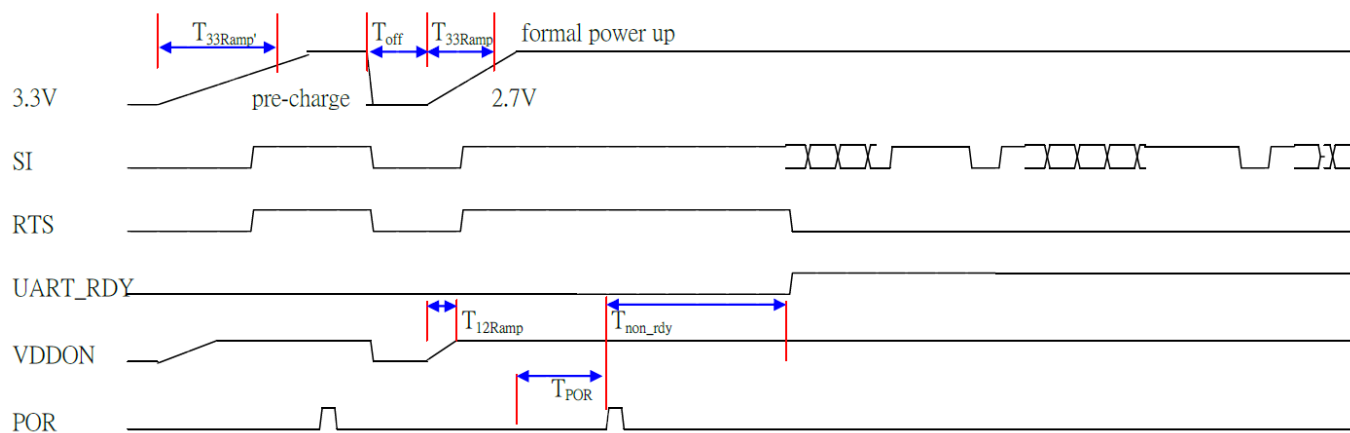 T33Ramp' Toff T33Ramp formal power up
3.3V pre-charge 2.7V
SI
RTS
UART_RDY
T12Ramp Tnon_rdy
VDDON
TPOR
POR